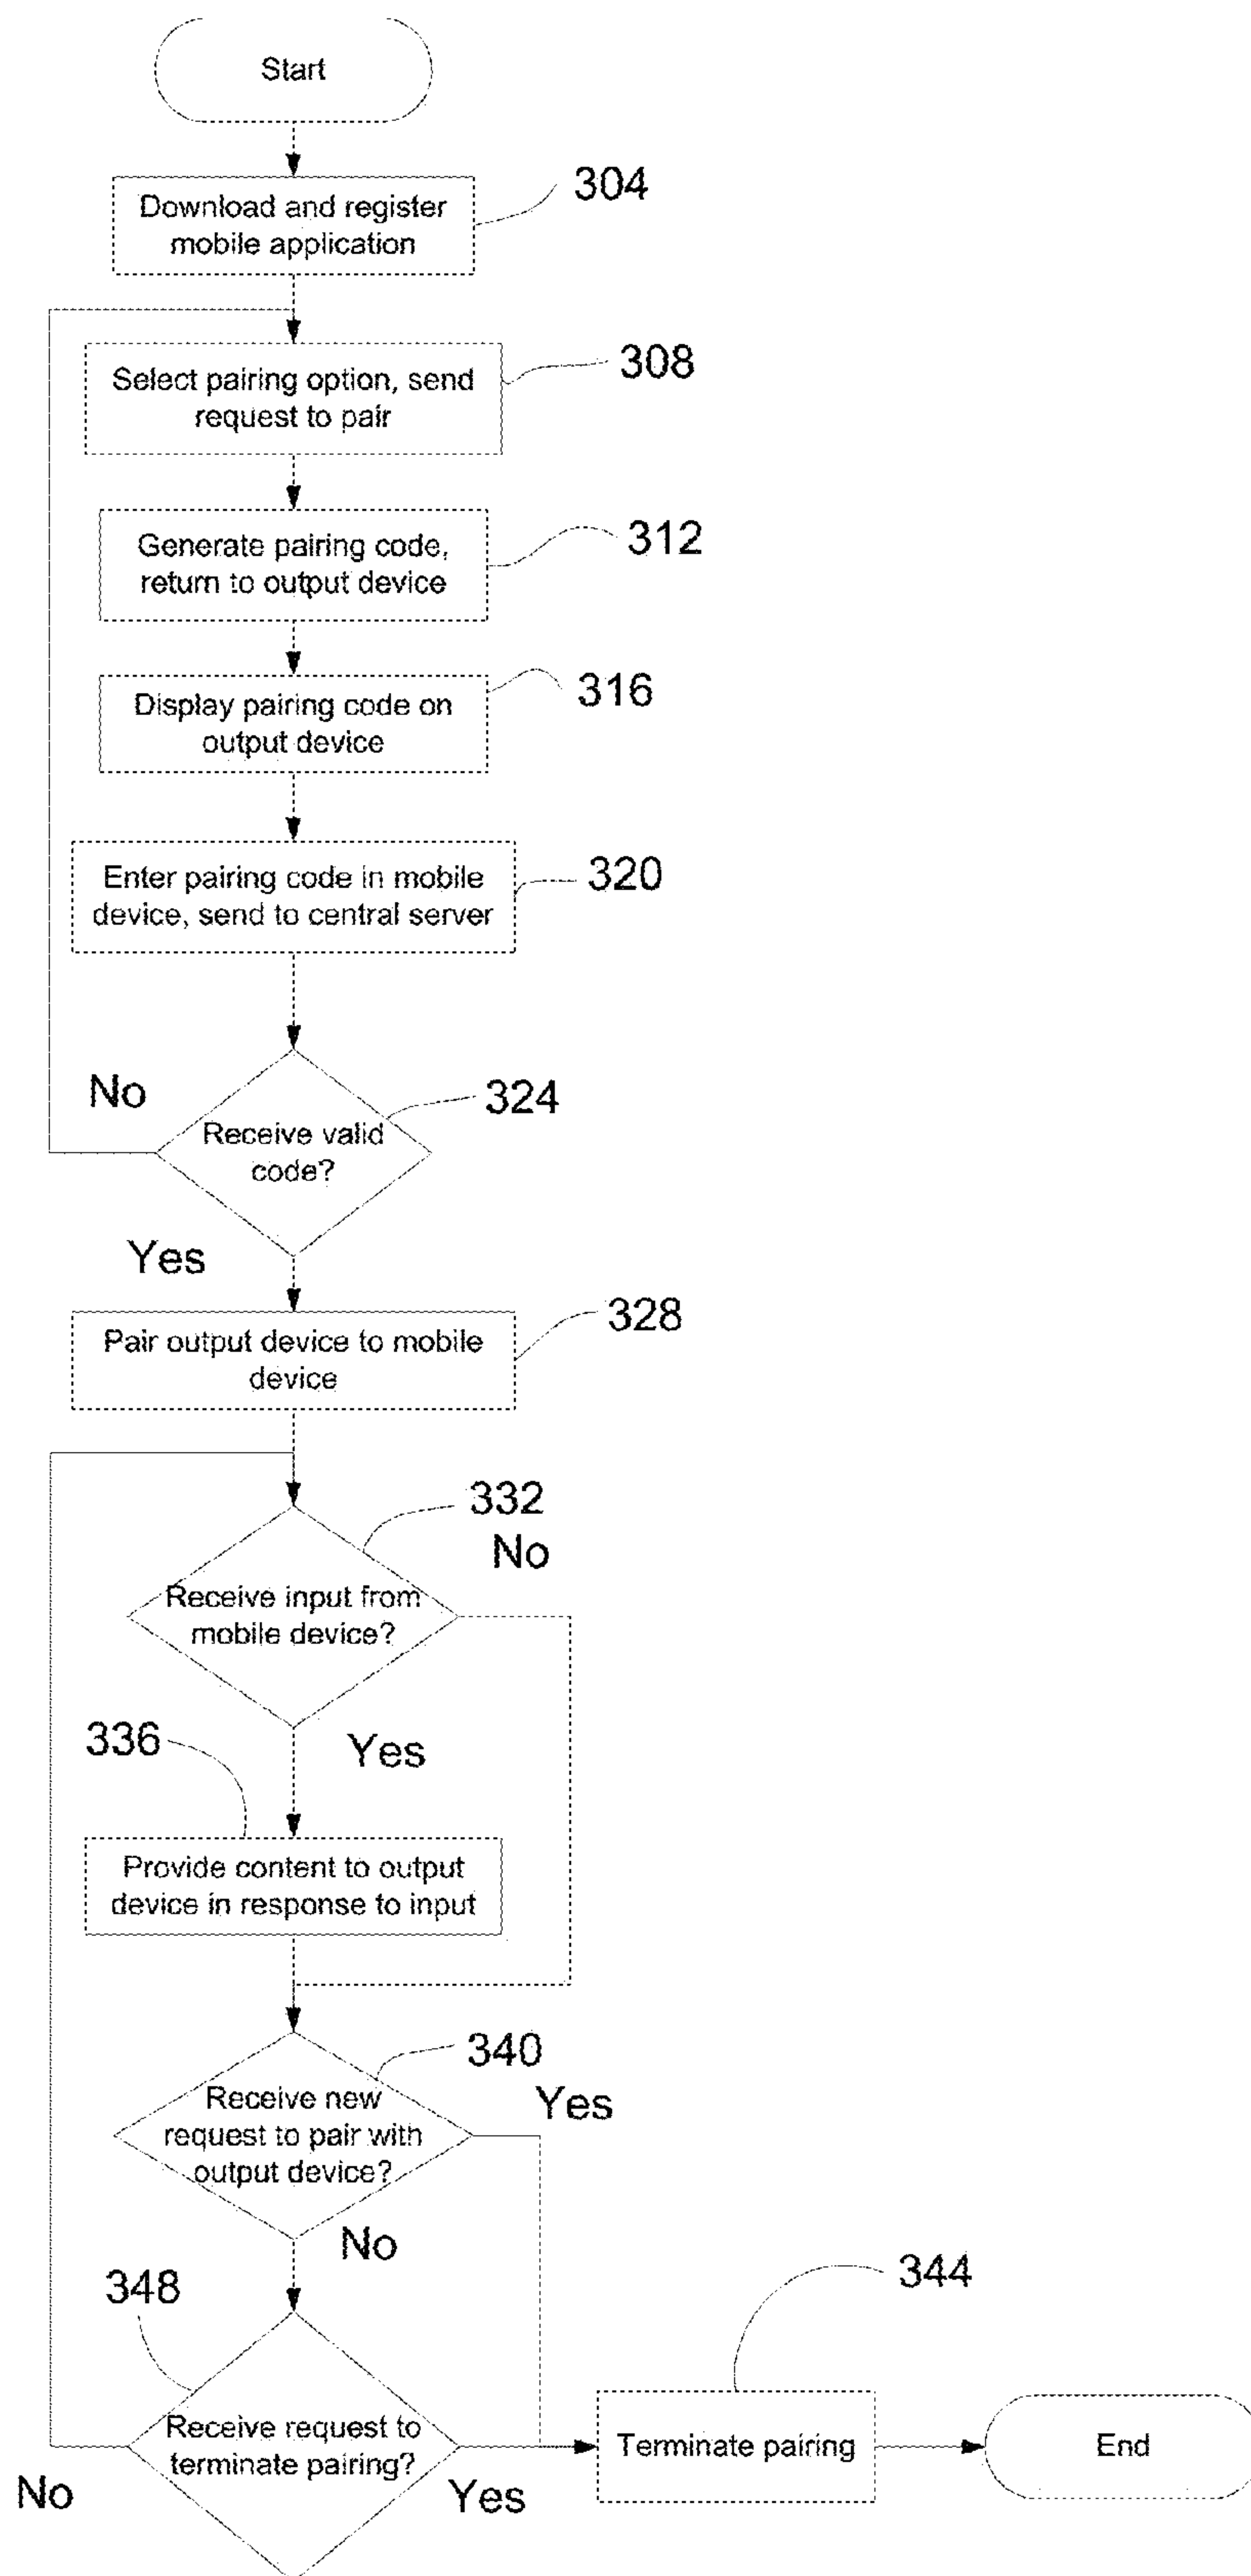 Start
Download and register
mobile application
304
Select pairing option, send
request to pair
308
Generate pairing code,
return to output device
312
Display pairing code on
output device
316
Enter pairing code in mobile
device, send to central server
320
No
Receive valid
code?
324
Yes
Pair output device to mobile
device
328
332
No
Receive input from
mobile device?
336
Yes
Provide content to output
device in response to input
340
Yes
Receive new
request to pair with
output device?
No
348
344
Receive request to
terminate pairing?
No
Yes
Terminate pairing
End